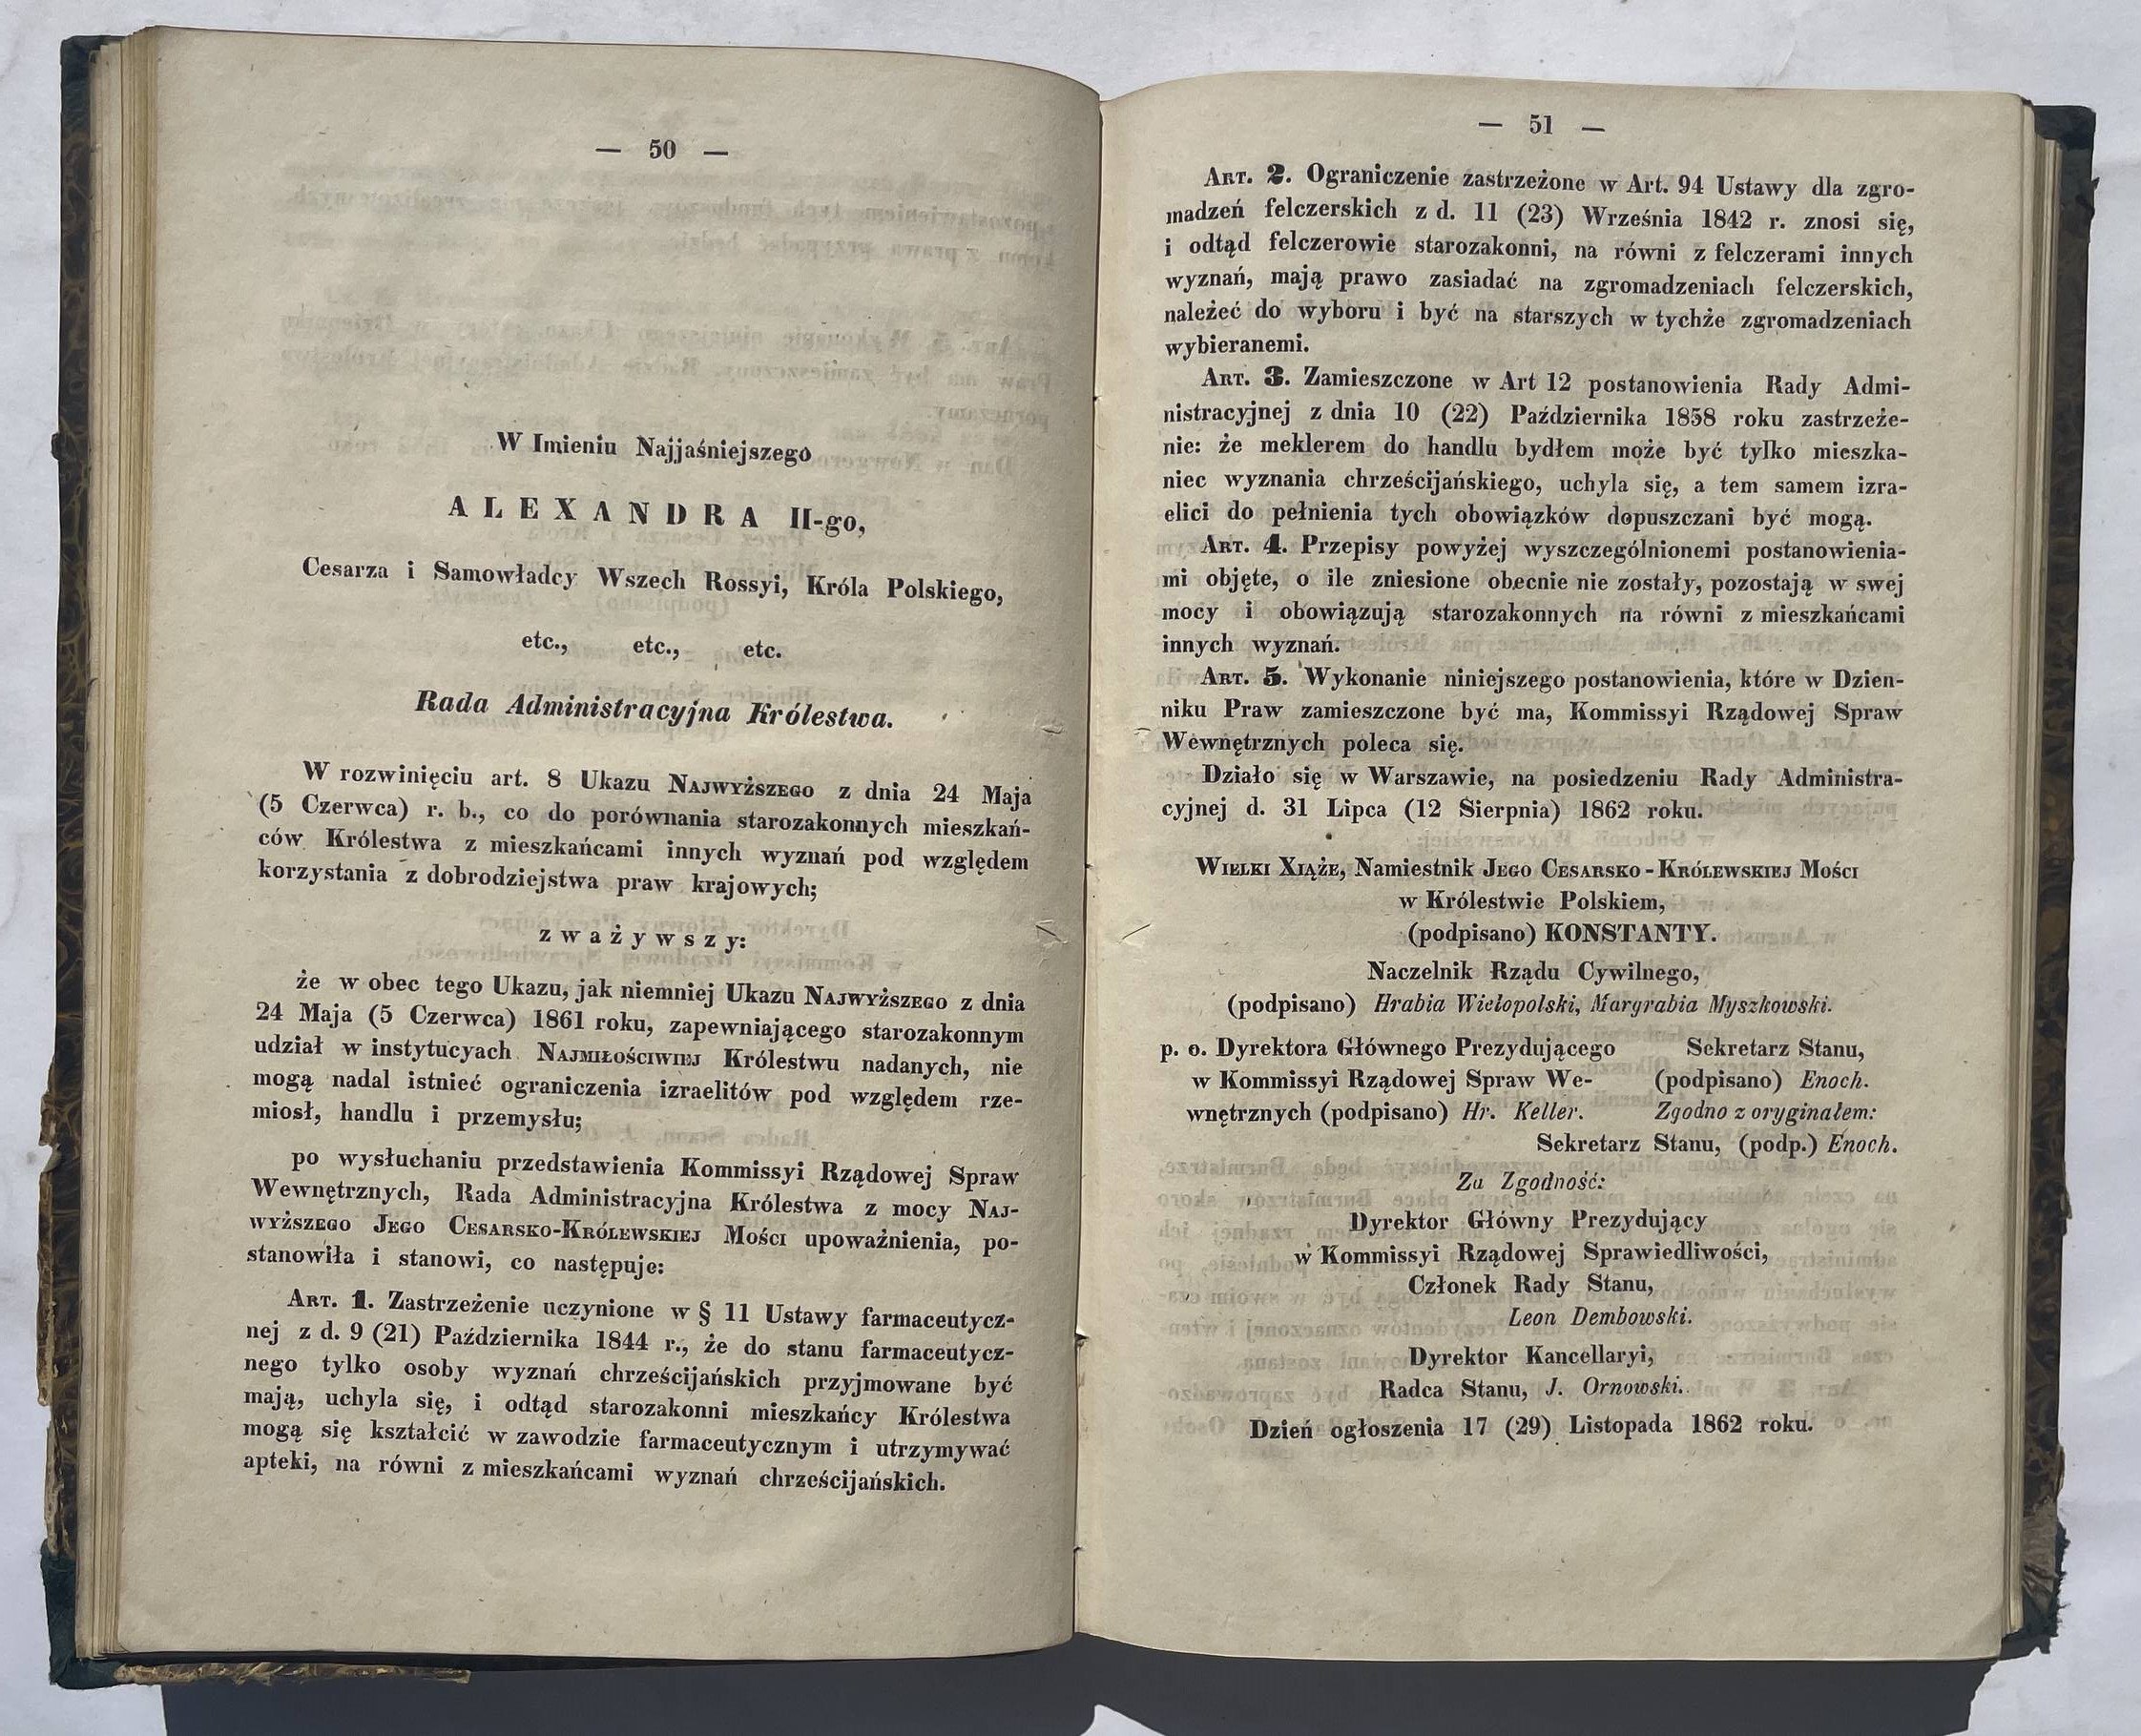 — 50 —
W Imieniu Najjaśniejszego
ALEXANDRA II-go,
Cesarza i Samowładcy Wszech Rossyi, Króla Polskiego,
etc., etc., etc.
Rada Administracyjna Królestwa.
W rozwinięciu art. 8 Ukazu NAJWYŻSZEGO z dnia 24 Maja
(5 Czerwca) r. b., co do porównania starozakonnych mieszkań-
ców Królestwa z mieszkańcami innych wyznań pod względem
korzystania z dobrodziejstwa praw krajowych;
zważywszy:
że w obec tego Ukazu, jak niemniej Ukazu NAJWYŻSZEGO z dnia
24 Maja (5 Czerwca) 1861 roku, zapewniającego starozakonnym
udział w instytucyach NAJMIŁOŚCIWIEJ Królestwu nadanych, nie
mogą nadal istnieć ograniczenia izraelitów pod względem rze-
miosł, handlu i przemysłu;
po wysłuchaniu przedstawienia Kommissyi Rządowej Spraw
Wewnętrznych, Rada Administracyjna Królestwa z mocy NAJ-
WYŻSZEGO JEGO CESARSKO-KRÓLEWSKIEJ MOŚCI upoważnienia, po-
stanowiła i stanowi, co następuje:
ART. 1. Zastrzeżenie uczynione w § 11 Ustawy farmaceutycz-
nej z d. 9 (21) Października 1844 r., że do stanu farmaceutycz-
nego tylko osoby wyznań chrześcijańskich przyjmowane być
mają, uchyla się, i odtąd starozakonni mieszkańcy Królestwa
mogą się kształcić w zawodzie farmaceutycznym i utrzymywać
apteki, na równi z mieszkańcami wyznań chrześcijańskich.
— 51 —
ART. 2. Ograniczenie zastrzeżone w Art. 94 Ustawy dla zgro-
madzeń felczerskich z d. 11 (23) Września 1842 r. znosi się,
i odtąd felczerowie starozakonni, na równi z felczerami innych
wyznań, mają prawo zasiadać na zgromadzeniach felczerskich,
należeć do wyboru i być na starszych w tychże zgromadzeniach
wybieranemi.
ART. 3. Zamieszczone w Art 12 postanowienia Rady Admi-
nistracyjnej z dnia 10 (22) Października 1858 roku zastrzeże-
nie: że meklerem do handlu bydłem może być tylko mieszka-
niec wyznania chrześcijańskiego, uchyla się, a tem samem izra-
elici do pełnienia tych obowiązków dopuszczani być mogą.
ART. 4. Przepisy powyżej wyszczególnionemi postanowienia-
mi objęte, o ile zniesione obecnie nie zostały, pozostają w swej
mocy i obowiązują starozakonnych na równi z mieszkańcami
innych wyznań.
ART. 5. Wykonanie niniejszego postanowienia, które w Dzien-
niku Praw zamieszczone być ma, Kommissyi Rządowej Spraw
Wewnętrznych poleca się.
Działo się w Warszawie, na posiedzeniu Rady Administra-
cyjnej d. 31 Lipca (12 Sierpnia) 1862 roku.
WIELKI XIĄŻE, Namiestnik JEGO CESARSKO-KRÓLEWSKIEJ MOŚCI
w Królestwie Polskiem,
(podpisano) KONSTANTY.
Naczelnik Rządu Cywilnego,
(podpisano) Hrabia Wielopolski, Margrabia Myszkowski.
p. o. Dyrektora Głównego Prezydującego Sekretarz Stanu,
w Kommissyi Rządowej Spraw We- (podpisano) Enoch.
wnętrznych (podpisano) Hr. Keller. Zgodno z oryginałem:
Sekretarz Stanu, (podp.) Enoch.
Za Zgodność:
Dyrektor Główny Prezydujący
w Kommissyi Rządowej Sprawiedliwości,
Członek Rady Stanu,
Leon Dembowski.
Dyrektor Kancellaryi,
Radca Stanu, J. Ornowski.
Dzień ogłoszenia 17 (29) Listopada 1862 roku.